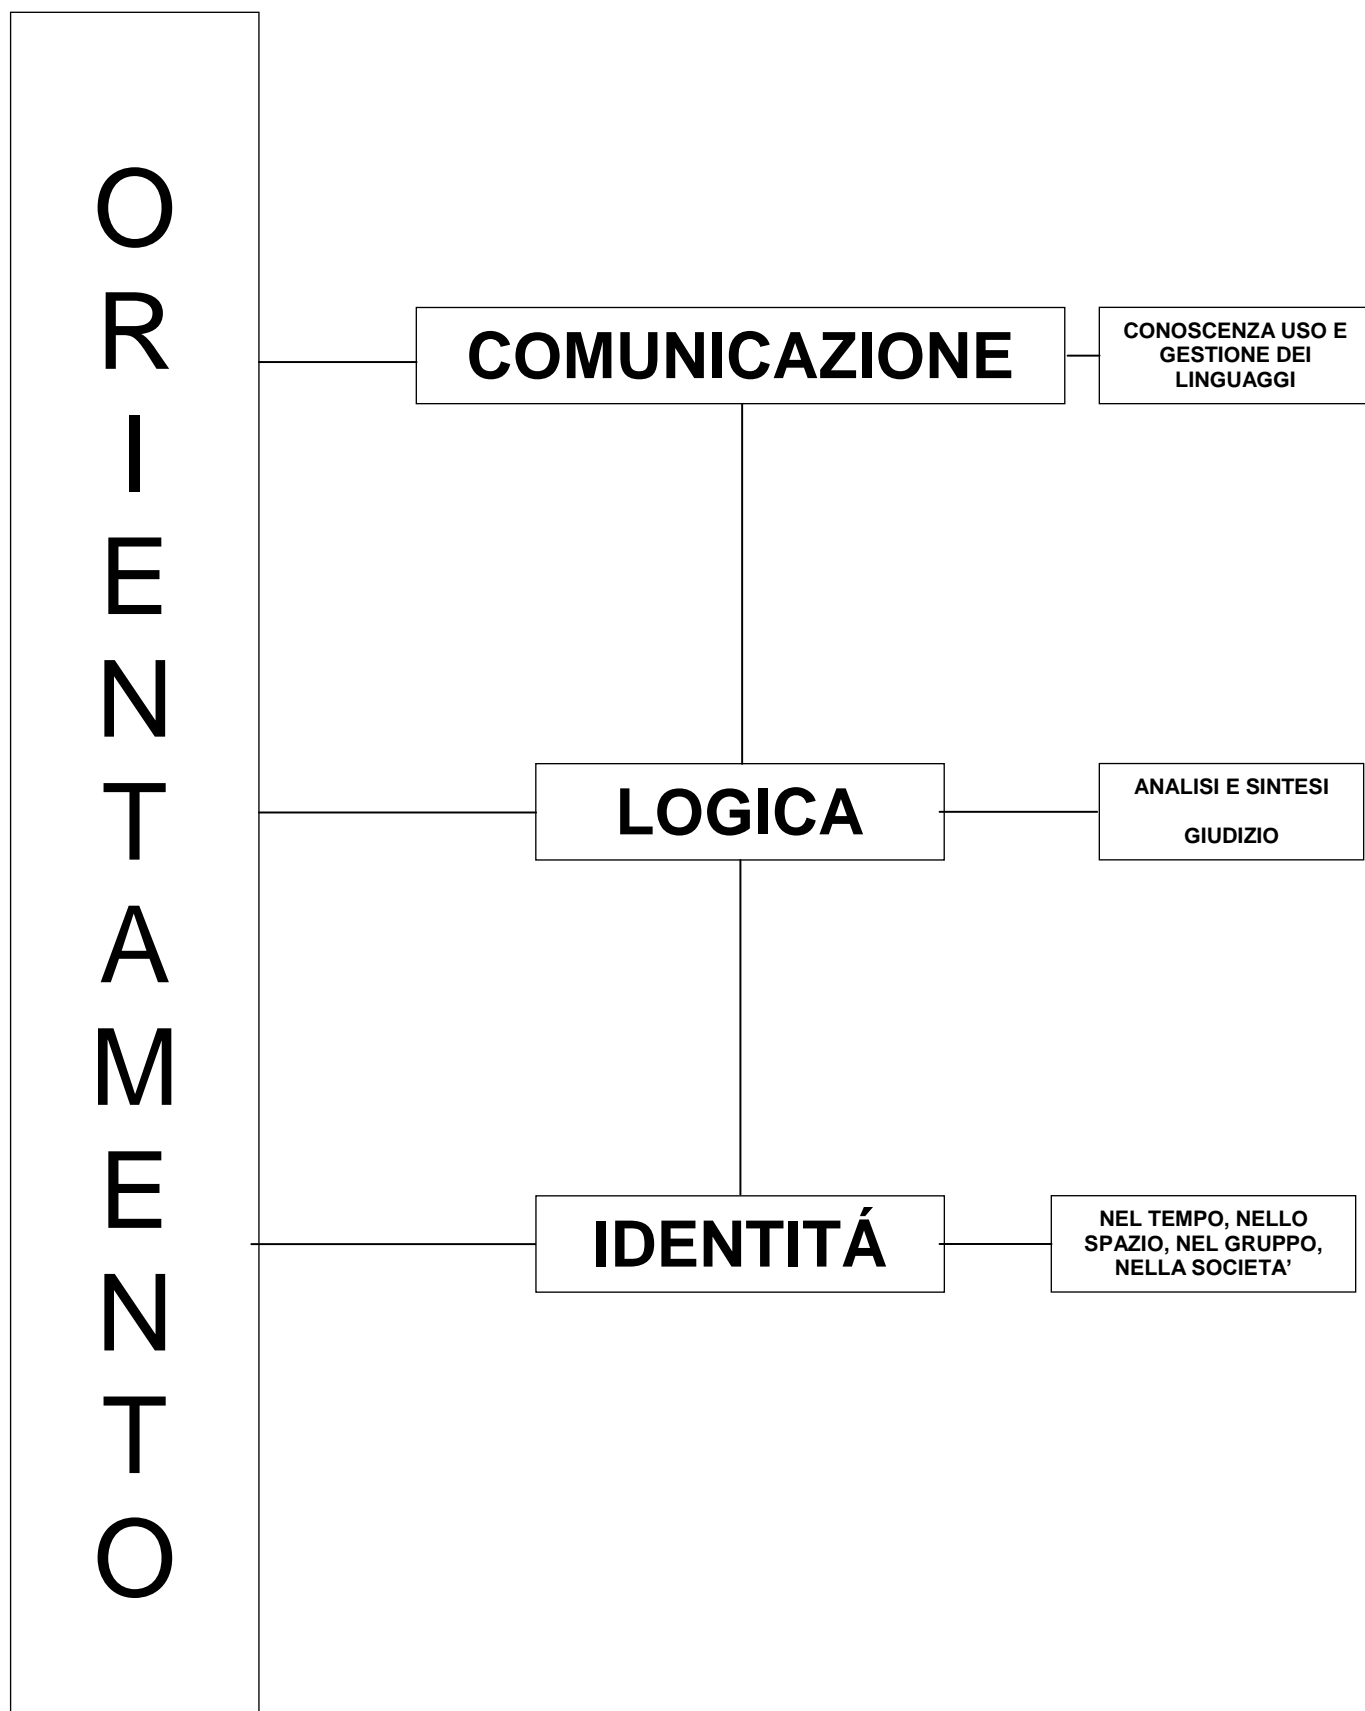 ORIENTAMENTO
COMUNICAZIONE
CONOSCENZA USO E
GESTIONE DEI
LINGUAGGI
LOGICA
ANALISI E SINTESI
GIUDIZIO
IDENTITÁ
NEL TEMPO, NELLO
SPAZIO, NEL GRUPPO,
NELLA SOCIETA’